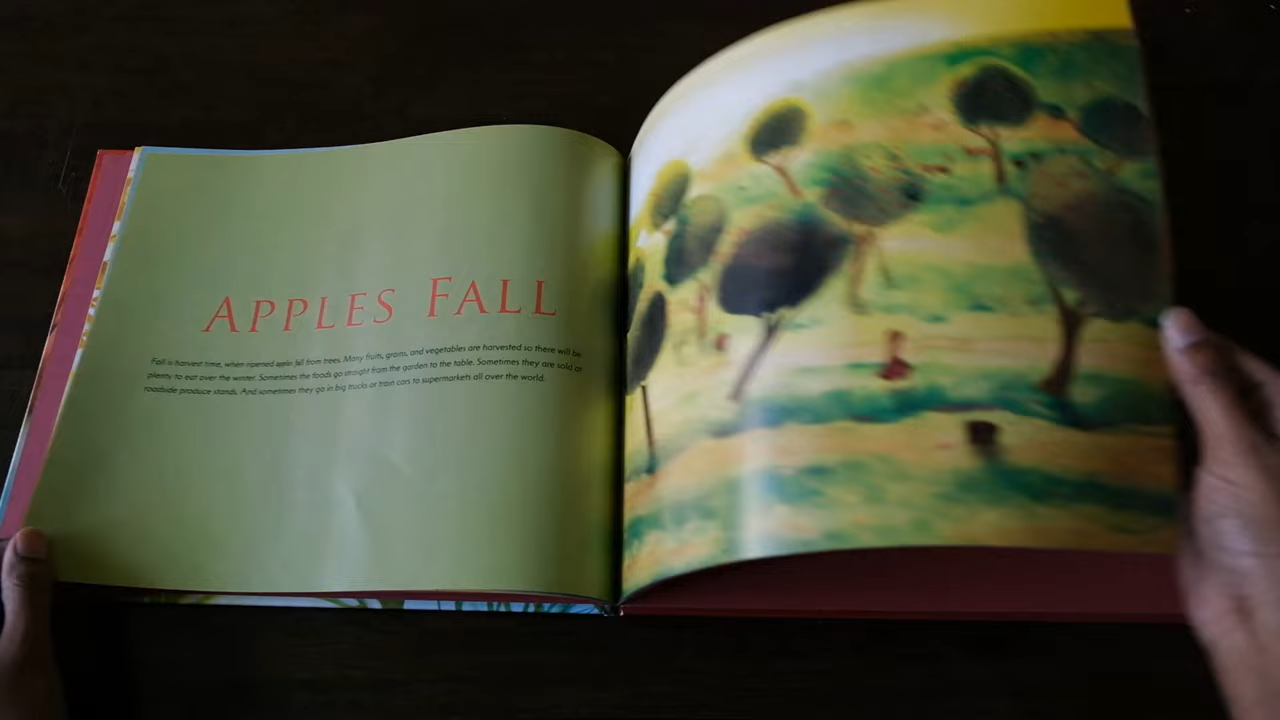 APPLES FALL
Fall is harvest time, when ripened apples fall from trees. Many fruits, grains, and vegetables are harvested so there will be
plenty to eat over the winter. Sometimes the foods go straight from the garden to the table. Sometimes they are sold at
roadside produce stands. And sometimes they go in big trucks or train cars to supermarkets all over the world.